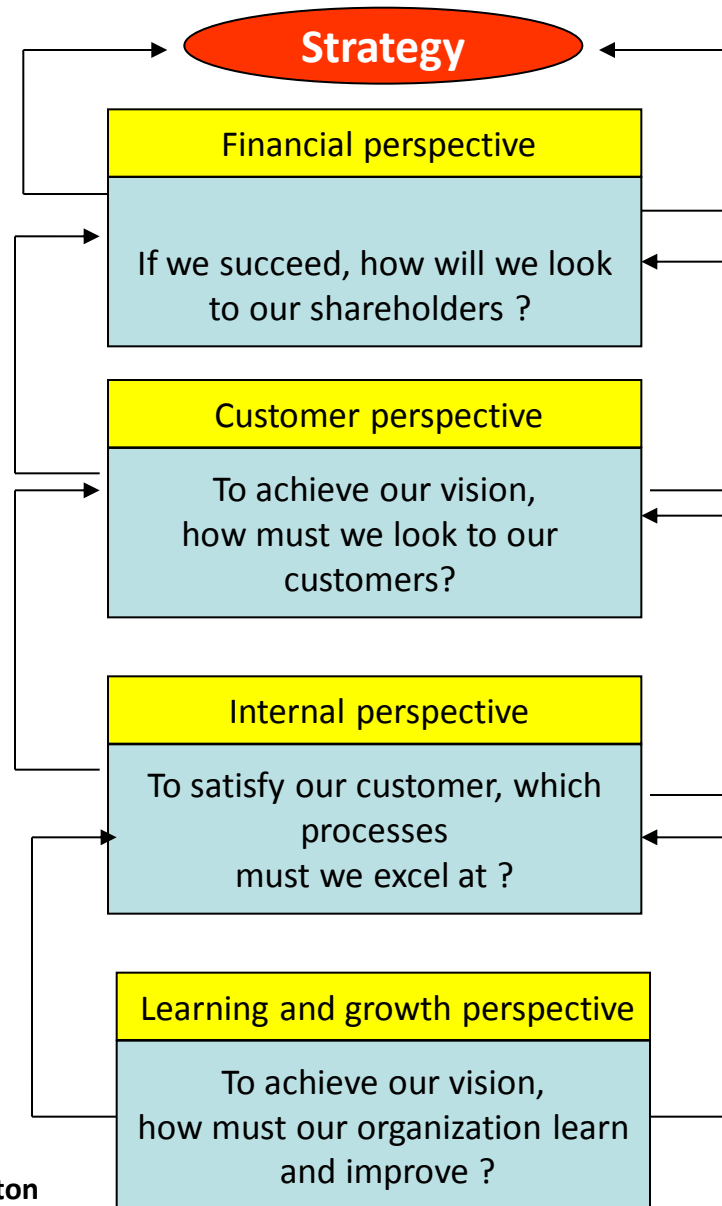 Strategy
Financial perspective
If we succeed, how will we look
to our shareholders ?
Customer perspective
To achieve our vision,
how must we look to our
customers?
Internal perspective
To satisfy our customer, which
processes
must we excel at ?
Learning and growth perspective
To achieve our vision,
how must our organization learn
and improve ?
ton